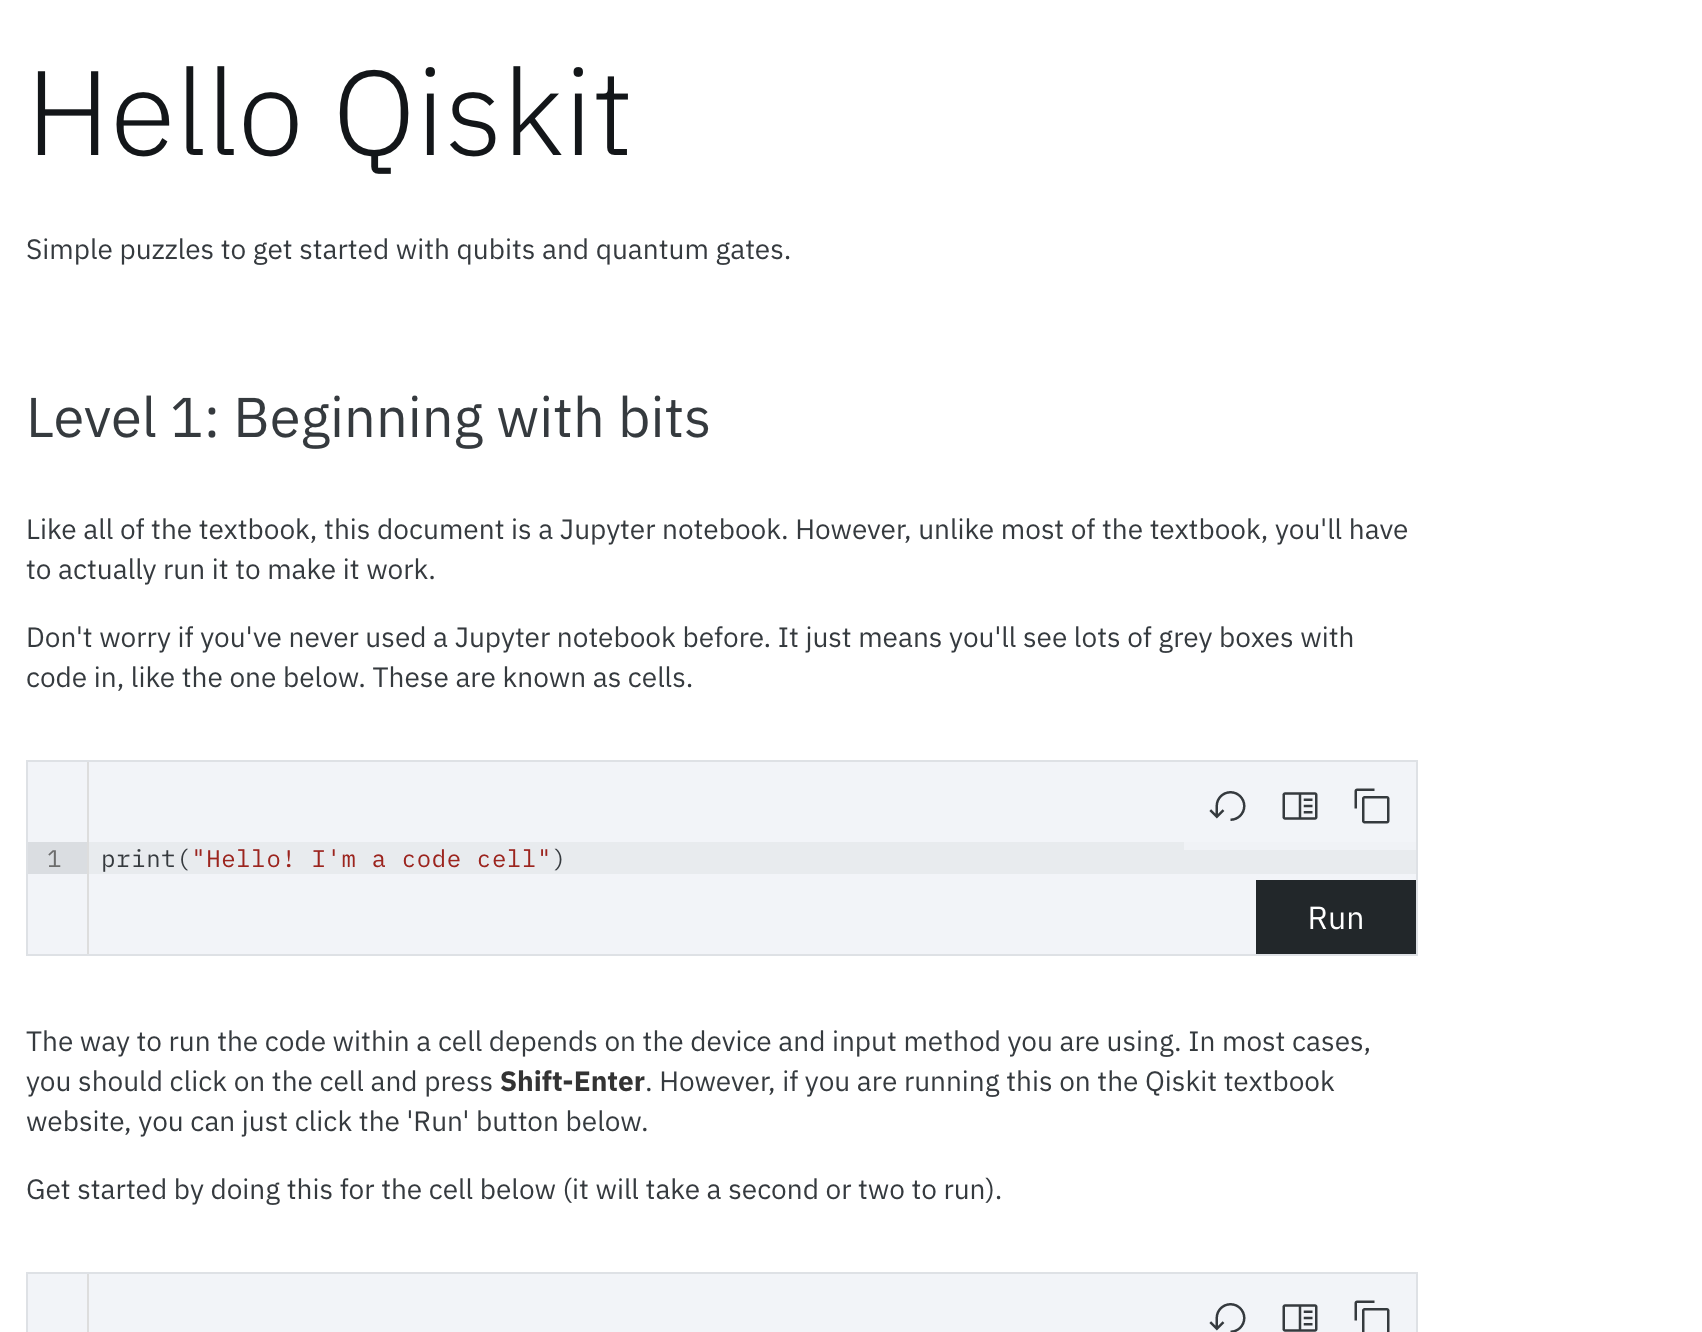 Hello Qiskit
Simple puzzles to get started with qubits and quantum gates.
Level 1: Beginning with bits
Like all of the textbook, this document is a Jupyter notebook. However, unlike most of the textbook, you'll have
to actually run it to make it work.
Don't worry if you've never used a Jupyter notebook before. It just means you'll see lots of grey boxes with
code in, like the one below. These are known as cells.
1 print("Hello! I'm a code cell")
Run
The way to run the code within a cell depends on the device and input method you are using. In most cases,
you should click on the cell and press Shift-Enter. However, if you are running this on the Qiskit textbook
website, you can just click the 'Run' button below.
Get started by doing this for the cell below (it will take a second or two to run).